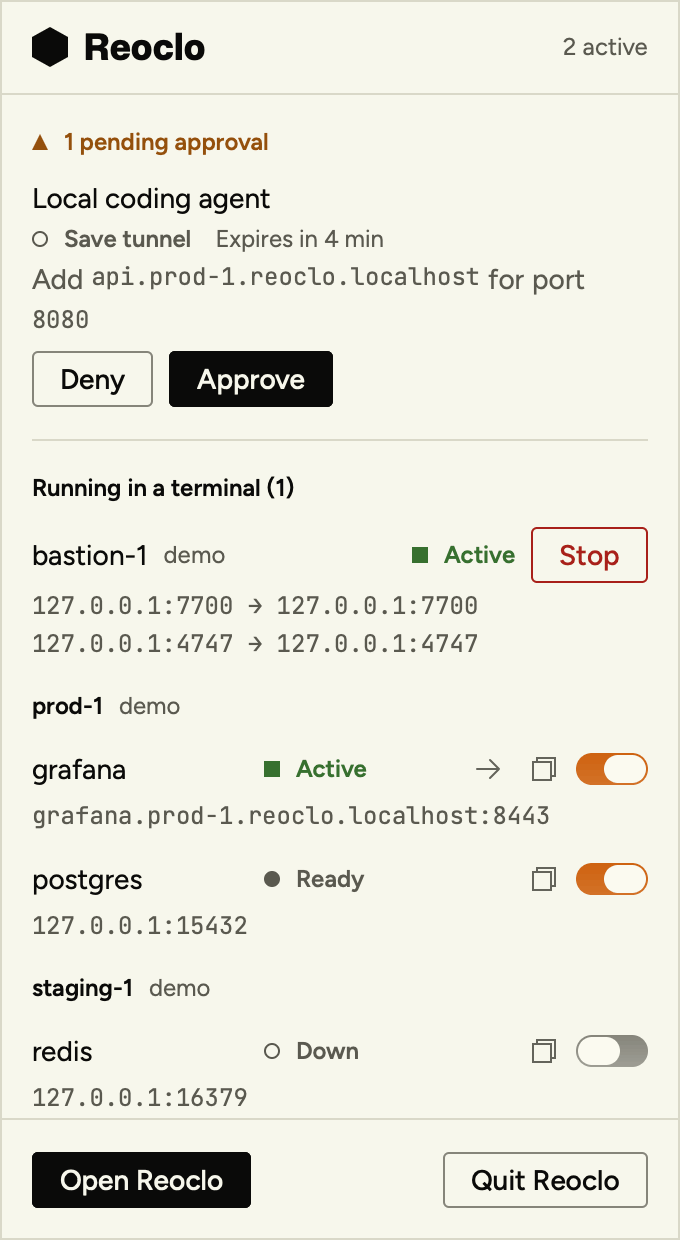 Reoclo
2 active
1 pending approval
Local coding agent
Save tunnel Expires in 4 min
Add api.prod-1.reoclo.localhost for port
8080
Deny
Approve
Running in a terminal (1)
bastion-1 demo Active Stop
127.0.0.1:7700 → 127.0.0.1:7700
127.0.0.1:4747 → 127.0.0.1:4747
prod-1 demo
grafana Active
grafana.prod-1.reoclo.localhost:8443
postgres Ready
127.0.0.1:15432
staging-1 demo
redis Down
127.0.0.1:16379
Open Reoclo
Quit Reoclo